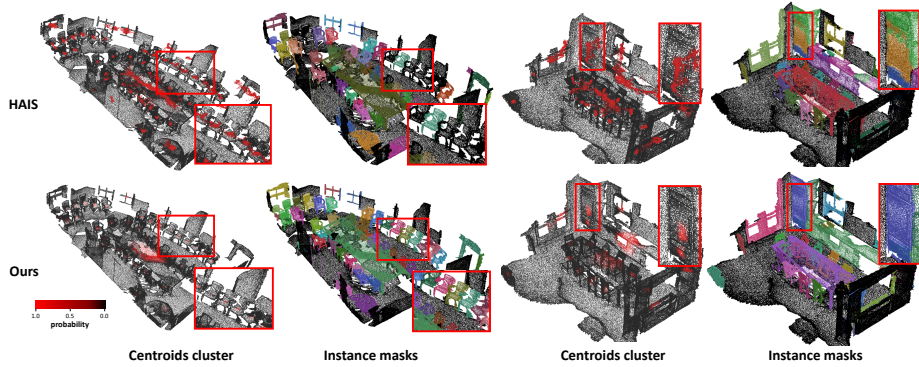 HAIS
Ours
1.0 0.5 0.0
probability
Centroids cluster Instance masks Centroids cluster Instance masks